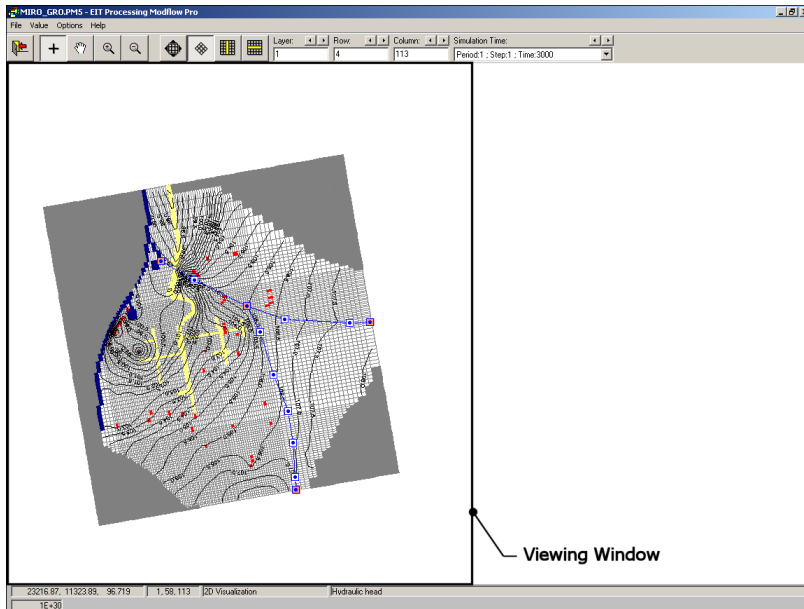 MIRO_GRO.PM5 - EIT Processing Modflow Pro
File Value Options Help
Layer: Row: Column: Simulation Time:
1 4 113 Period:1 ; Step:1 ; Time:3000
Viewing Window
23216.87, 11323.89, 96.719 1, 58, 113 2D Visualization Hydraulic head
1E+30